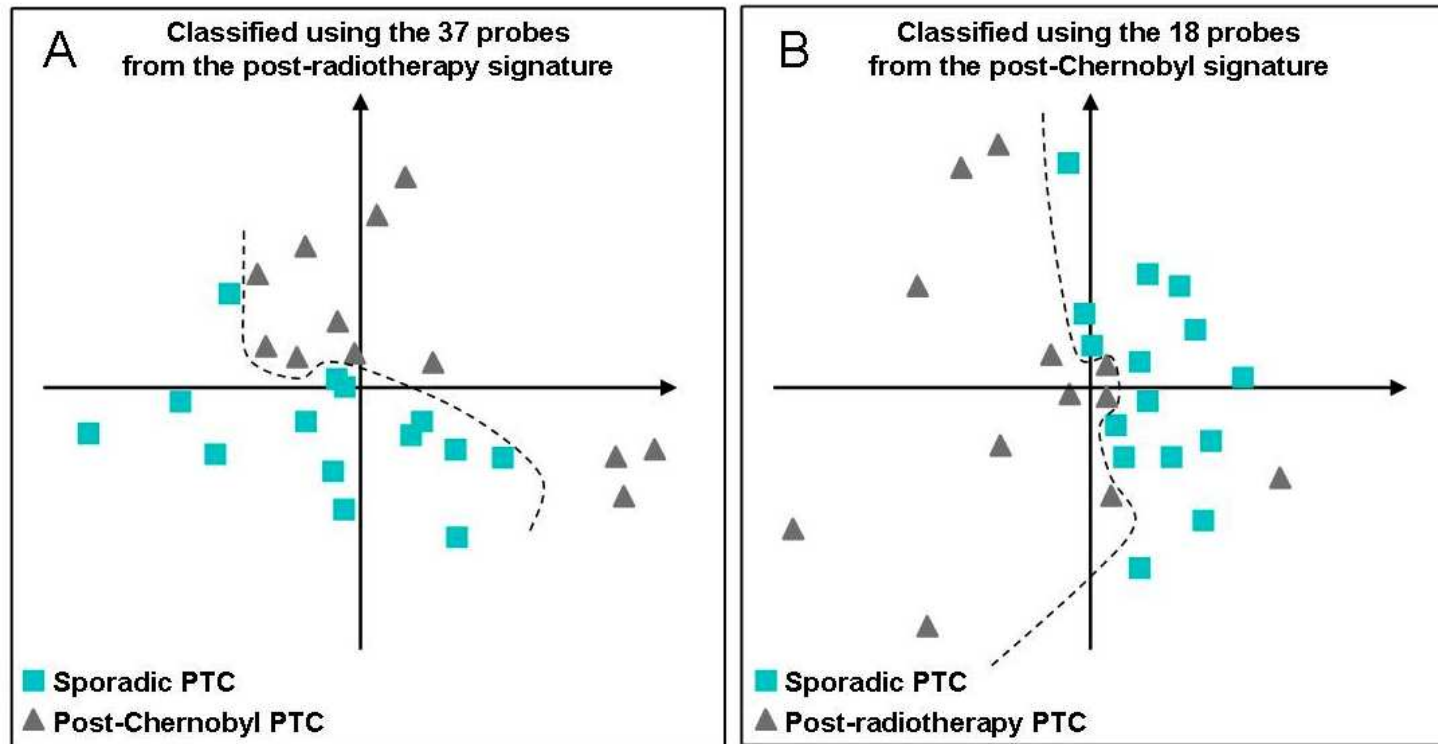 A
Classified using the 37 probes
from the post-radiotherapy signature
Sporadic PTC
Post-Chernobyl PTC
B
Classified using the 18 probes
from the post-Chernobyl signature
Sporadic PTC
Post-radiotherapy PTC